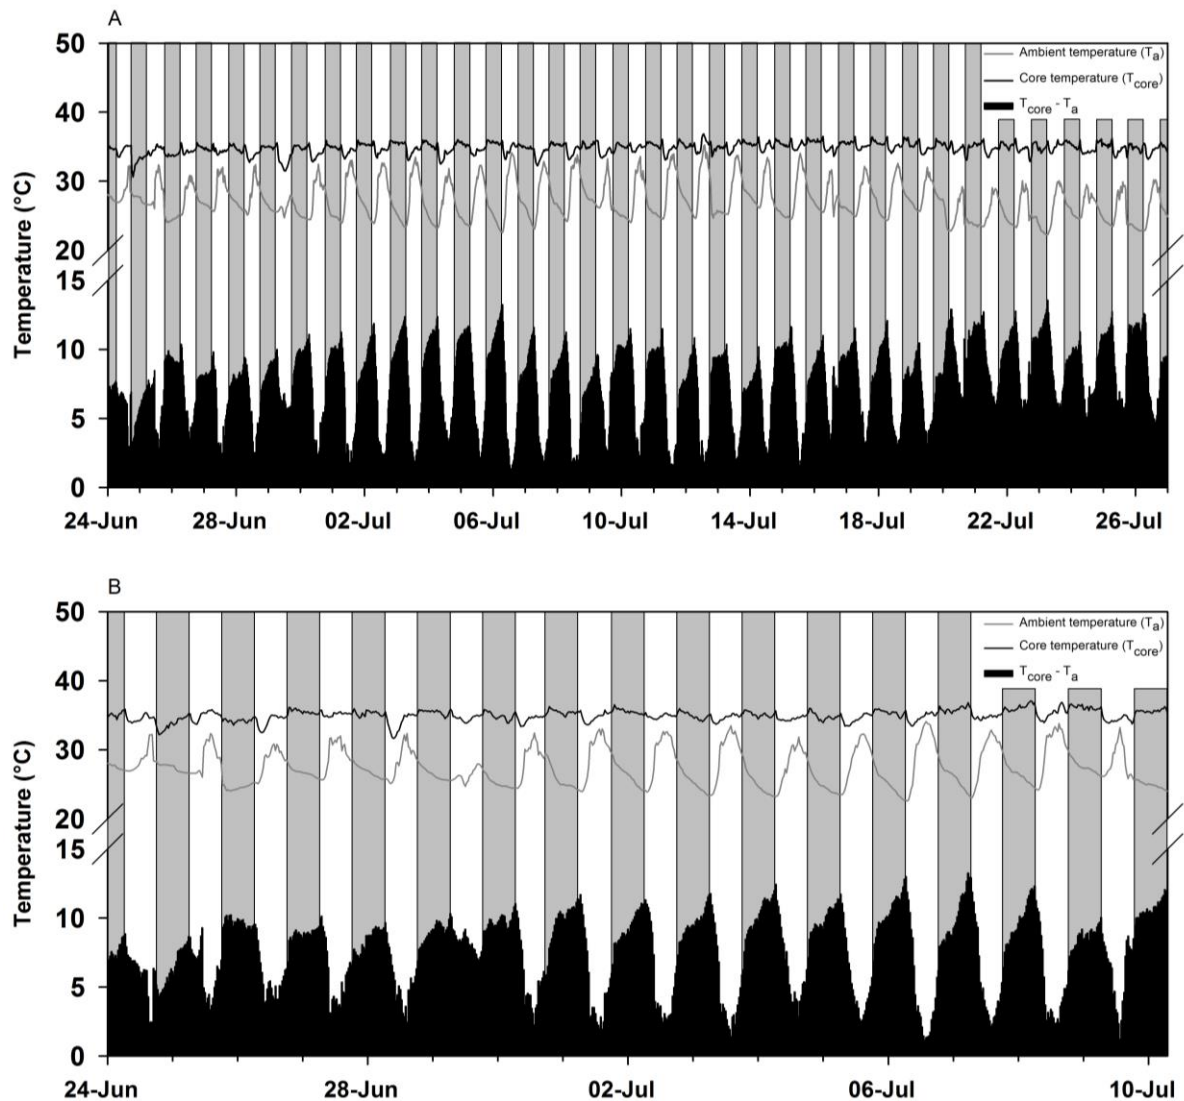 A
50
40
30
20
15
10
5
0
Temperature (°C)
Ambient temperature (Ta)
Core temperature (Tcore)
Tcore - Ta
24-Jun 28-Jun 02-Jul 06-Jul 10-Jul 14-Jul 18-Jul 22-Jul 26-Jul
B
50
40
30
20
15
10
5
0
Temperature (°C)
Ambient temperature (Ta)
Core temperature (Tcore)
Tcore - Ta
24-Jun 28-Jun 02-Jul 06-Jul 10-Jul